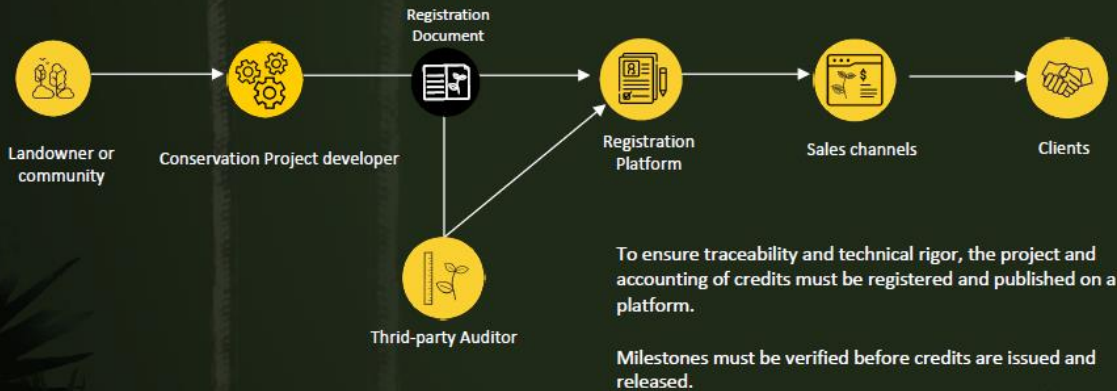 Registration
Document
Landowner or
community
Conservation Project developer
Registration
Platform
Sales channels
Clients
Thrid-party Auditor
To ensure traceability and technical rigor, the project and
accounting of credits must be registered and published on a
platform.
Milestones must be verified before credits are issued and
released.